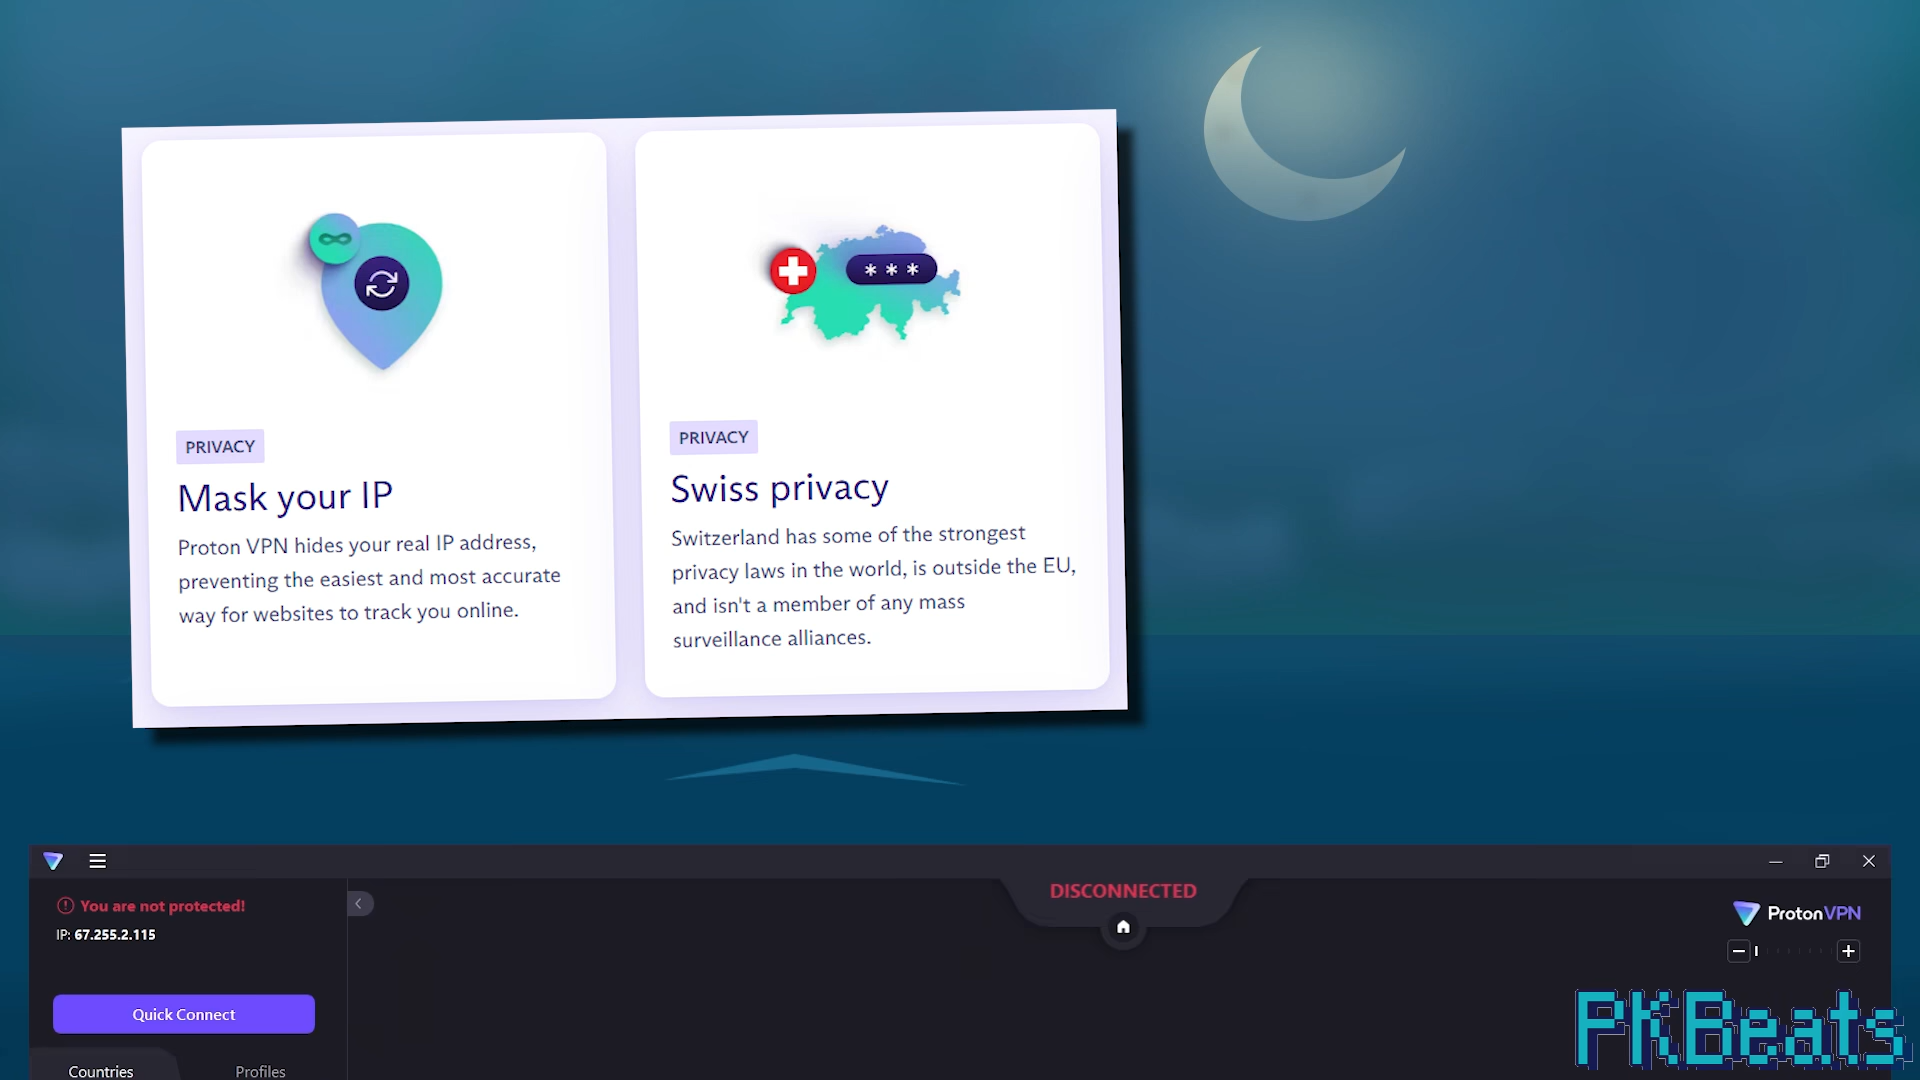 PRIVACY
Mask your IP
Proton VPN hides your real IP address,
preventing the easiest and most accurate
way for websites to track you online.
* * *
PRIVACY
Swiss privacy
Switzerland has some of the strongest
privacy laws in the world, is outside the EU,
and isn't a member of any mass
surveillance alliances.
DISCONNECTED
You are not protected!
IP: 67.255.2.115
ProtonVPN
Quick Connect
Countries
Profiles
PKBeats